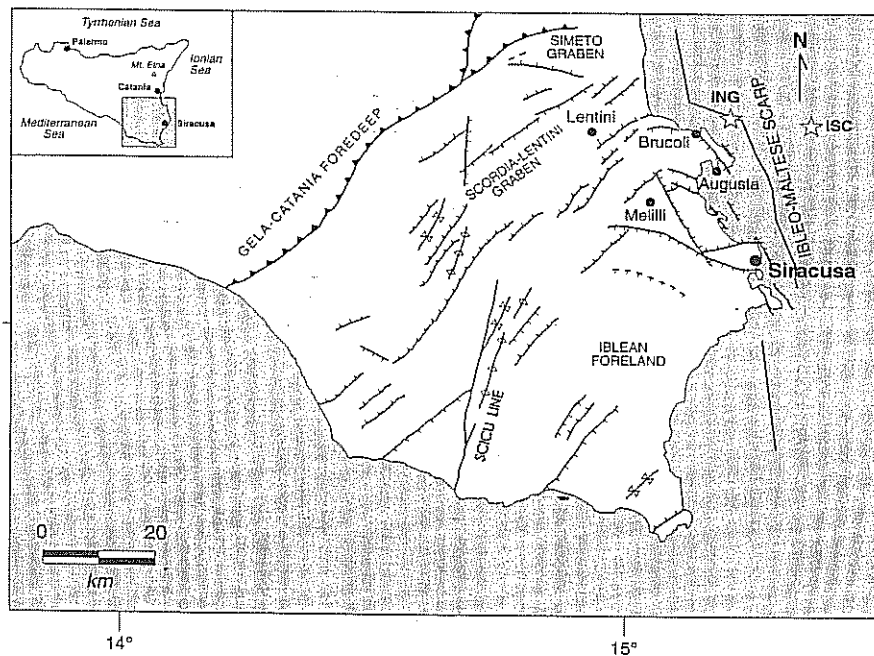 Tyrrhonian Sea
Palermo
Ionian
Sea
Mt. Etna
Catania
Mediterranean
Sea
Siracusa
SIMETO
GRABEN
N
ING
ISC
Lentini
Brucoli
Augusta
Melilli
Siracusa
GELA-CATANIA FOREDEEP
SCORDIA-LENTINI
GRABEN
IBLEO-MALTESE SCARP
IBLEAN
FORELAND
SCICLI LINE
0 20
km
14°
15°